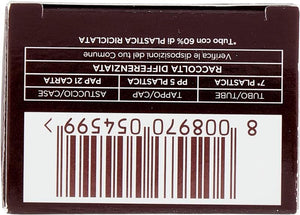 8 008970 054599
TUBO/TUBE TAPPO/CAP ASTUCCIO/CASE
7* PLASTICA PP 5 PLASTICA PAP 21 CARTA
RACCOLTA DIFFERENZIATA
Verifica le disposizioni del tuo Comune
*Tubo con 60% di PLASTICA RICICLATA